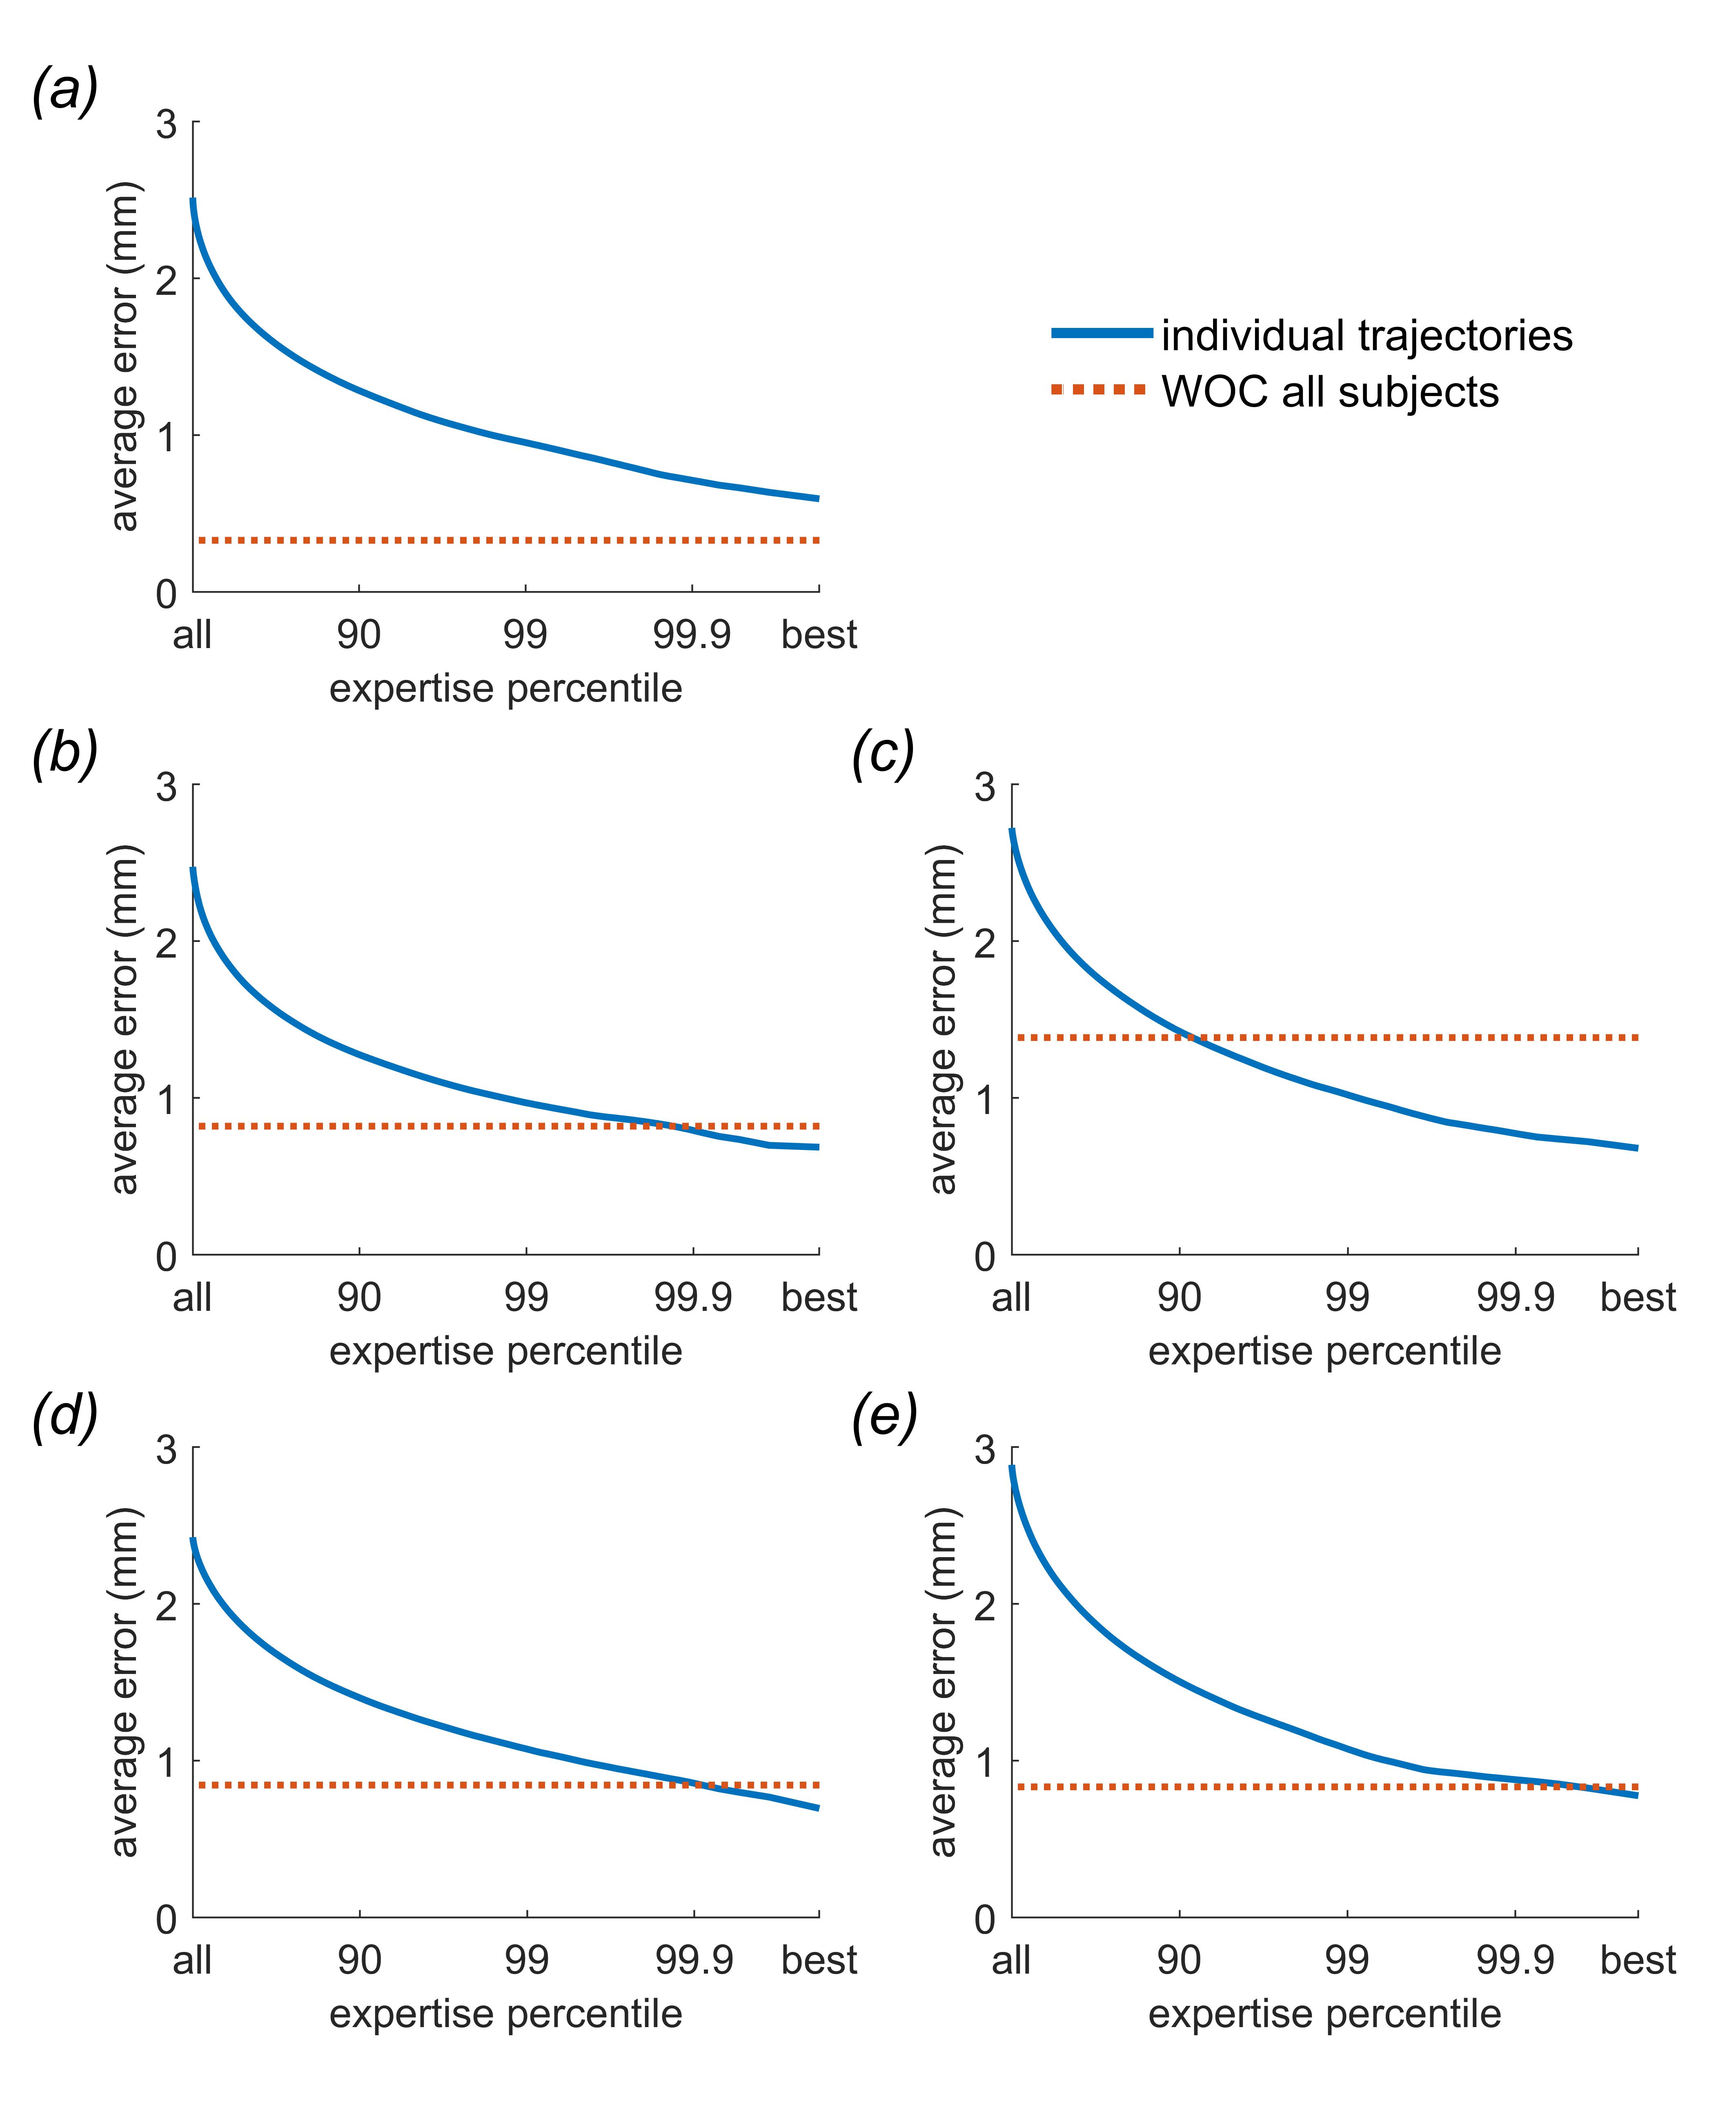 (a)
3
2
1
0
average error (mm)
all 90 99 99.9 best
expertise percentile
individual trajectories
WOC all subjects
(b)
3
2
1
0
average error (mm)
all 90 99 99.9 best
expertise percentile
(c)
3
2
1
0
average error (mm)
all 90 99 99.9 best
expertise percentile
(d)
3
2
1
0
average error (mm)
all 90 99 99.9 best
expertise percentile
(e)
3
2
1
0
average error (mm)
all 90 99 99.9 best
expertise percentile